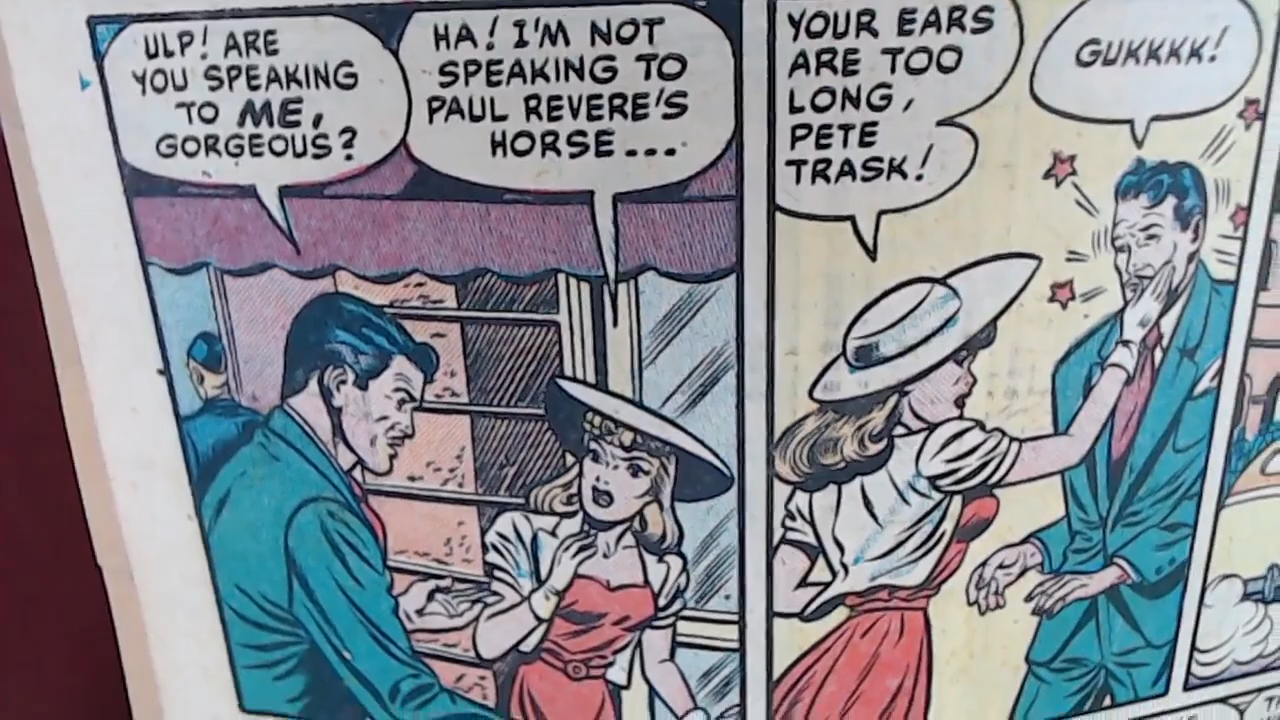 ULP! ARE
YOU SPEAKING
TO ME,
GORGEOUS?
HA! I'M NOT
SPEAKING TO
PAUL REVERE'S
HORSE...
YOUR EARS
ARE TOO
LONG,
PETE
TRASK!
GUKKKK!